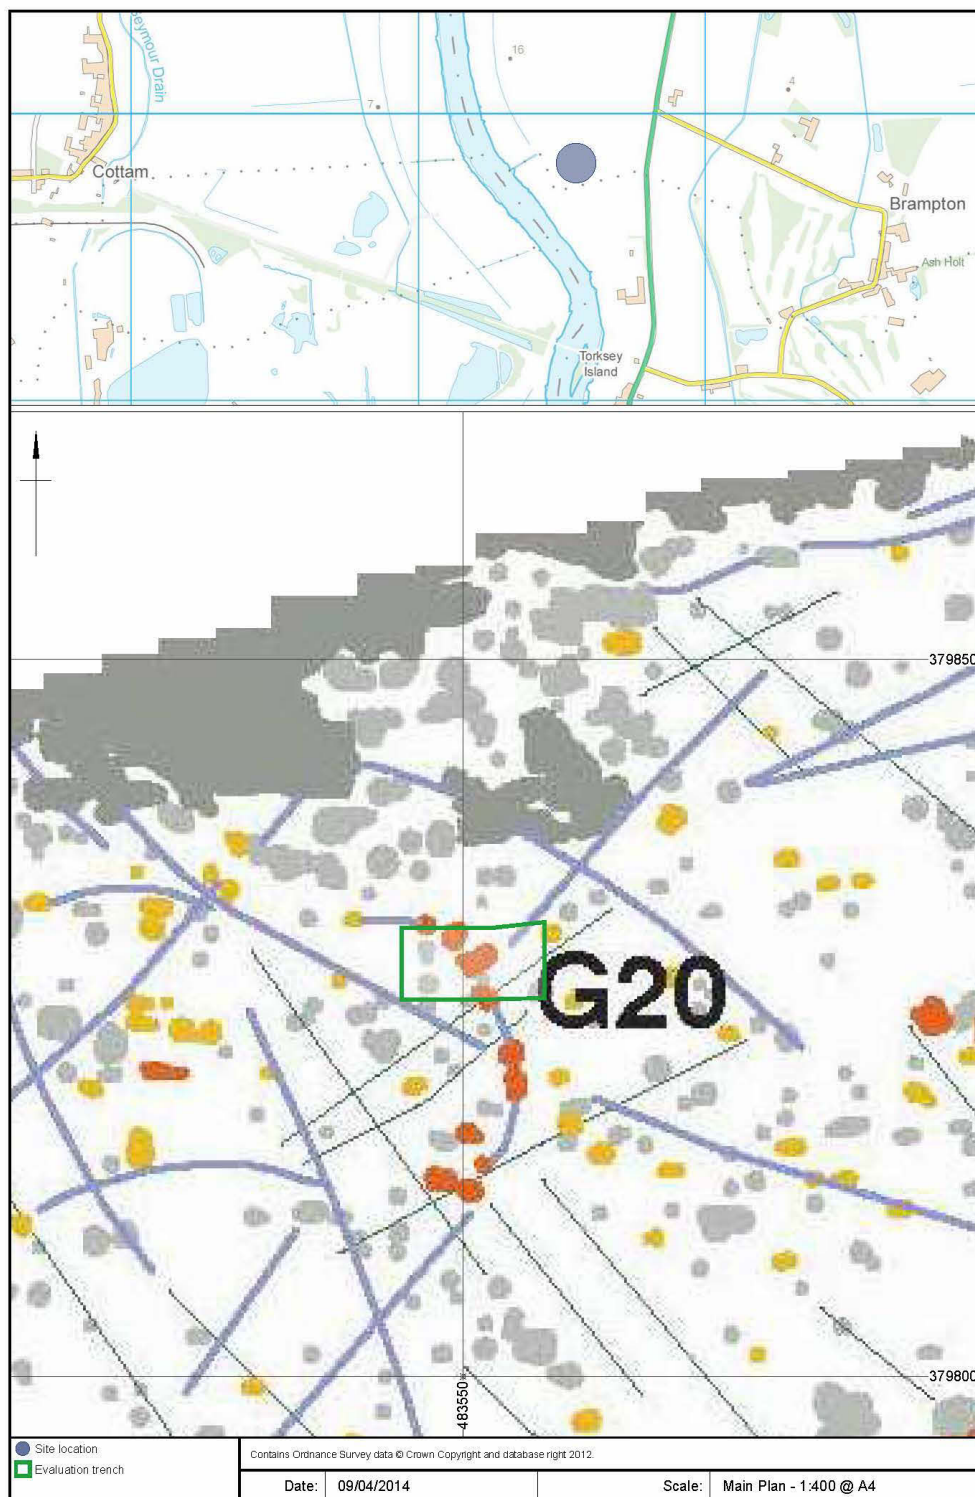 Seymour Drain
16
7
4
Cottam
Brampton
Ash Holt
Torksey
Island
379850
G20
379800
483550
Site location
Evaluation trench
Contains Ordnance Survey data © Crown Copyright and database right 2012.
Date: 09/04/2014
Scale: Main Plan - 1:400 @ A4